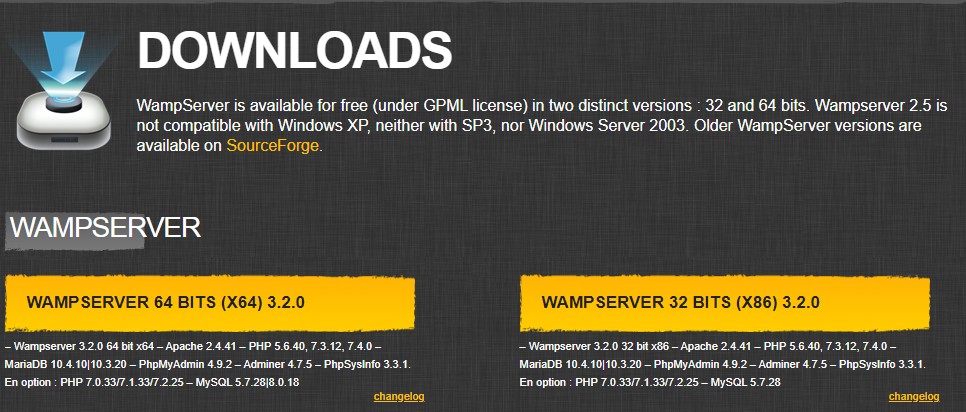 DOWNLOADS
WampServer is available for free (under GPML license) in two distinct versions : 32 and 64 bits. Wampserver 2.5 is
not compatible with Windows XP, neither with SP3, nor Windows Server 2003. Older WampServer versions are
available on SourceForge.
WAMPSERVER
WAMPSERVER 64 BITS (X64) 3.2.0
– Wampserver 3.2.0 64 bit x64 – Apache 2.4.41 – PHP 5.6.40, 7.3.12, 7.4.0 –
MariaDB 10.4.10|10.3.20 – PhpMyAdmin 4.9.2 – Adminer 4.7.5 – PhpSysInfo 3.3.1.
En option : PHP 7.0.33/7.1.33/7.2.25 – MySQL 5.7.28|8.0.18
changelog
WAMPSERVER 32 BITS (X86) 3.2.0
– Wampserver 3.2.0 32 bit x86 – Apache 2.4.41 – PHP 5.6.40, 7.3.12, 7.4.0 –
MariaDB 10.4.10|10.3.20 – PhpMyAdmin 4.9.2 – Adminer 4.7.5 – PhpSysInfo 3.3.1.
En option : PHP 7.0.33/7.1.33/7.2.25 – MySQL 5.7.28
changelog